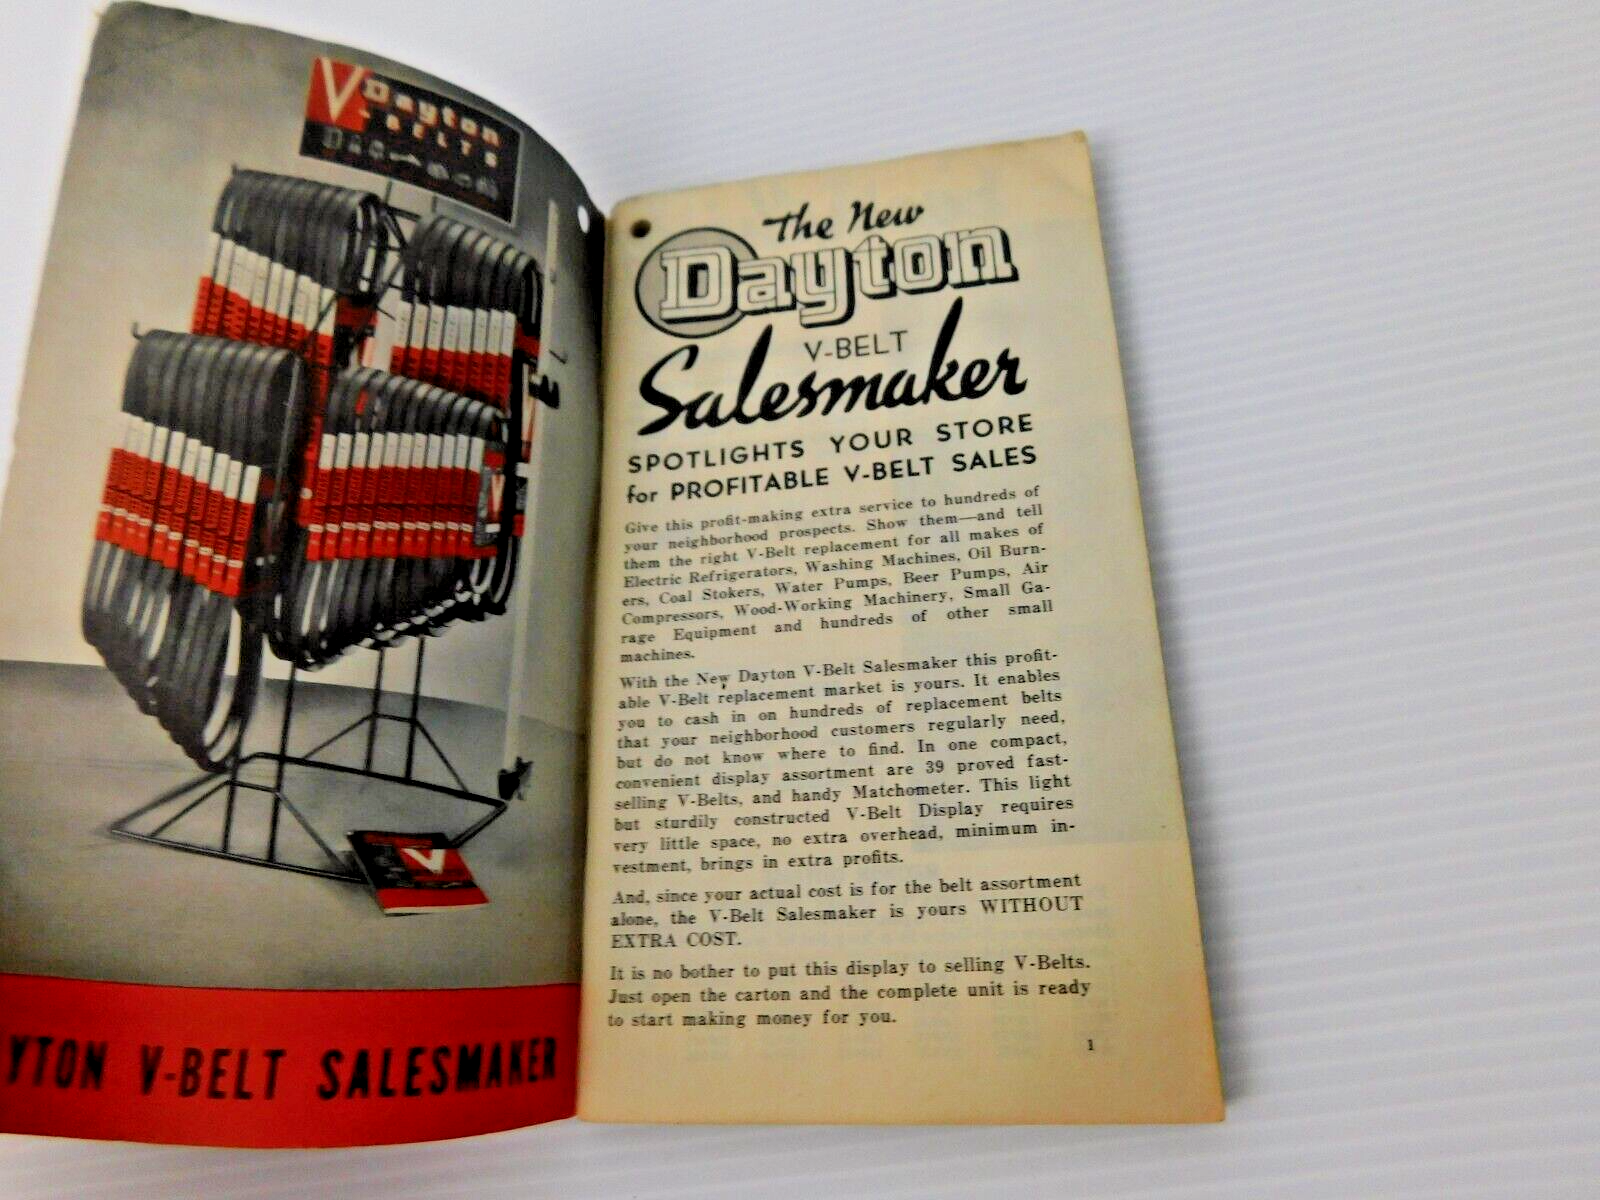 V Dayton
V-BELTS
YTON V-BELT SALESMAKER
The New
Dayton
V-BELT
Salesmaker
SPOTLIGHTS YOUR STORE
for PROFITABLE V-BELT SALES
Give this profit-making extra service to hundreds of
your neighborhood prospects. Show them—and tell
them the right V-Belt replacement for all makes of
Electric Refrigerators, Washing Machines, Oil Burn-
ers, Coal Stokers, Water Pumps, Beer Pumps, Air
Compressors, Wood-Working Machinery, Small Ga-
rage Equipment and hundreds of other small
machines.
With the New Dayton V-Belt Salesmaker this profit-
able V-Belt replacement market is yours. It enables
you to cash in on hundreds of replacement belts
that your neighborhood customers regularly need,
but do not know where to find. In one compact,
convenient display assortment are 39 proved fast-
selling V-Belts, and handy Matchometer. This light
but sturdily constructed V-Belt Display requires
very little space, no extra overhead, minimum in-
vestment, brings in extra profits.
And, since your actual cost is for the belt assortment
alone, the V-Belt Salesmaker is yours WITHOUT
EXTRA COST.
It is no bother to put this display to selling V-Belts.
Just open the carton and the complete unit is ready
to start making money for you.
1